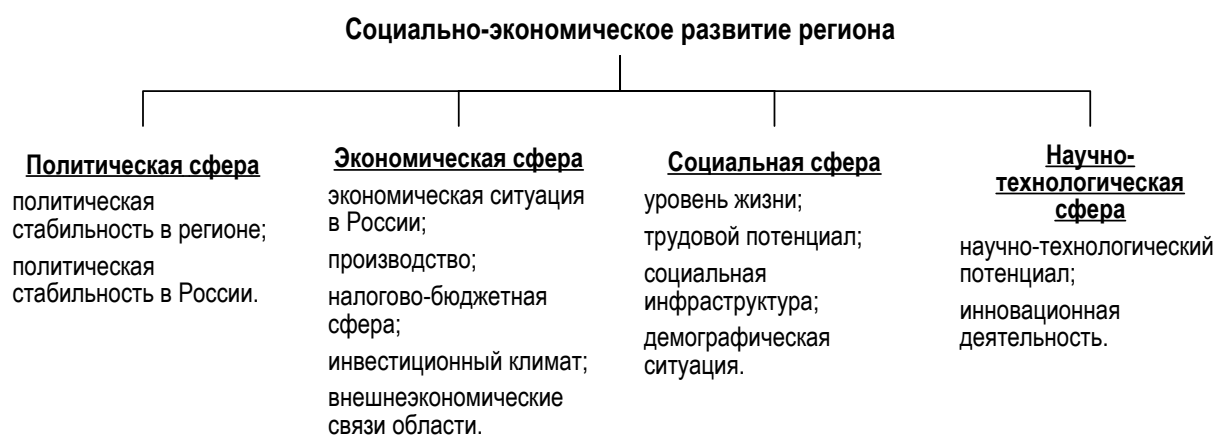 Социально-экономическое развитие региона
Политическая сфера
политическая
стабильность в регионе;
политическая
стабильность в России.
Экономическая сфера
экономическая ситуация
в России;
производство;
налогово-бюджетная
сфера;
инвестиционный климат;
внешнеэкономические
связи области.
Социальная сфера
уровень жизни;
трудовой потенциал;
социальная
инфраструктура;
демографическая
ситуация.
Научно-
технологическая
сфера
научно-технологический
потенциал;
инновационная
деятельность.